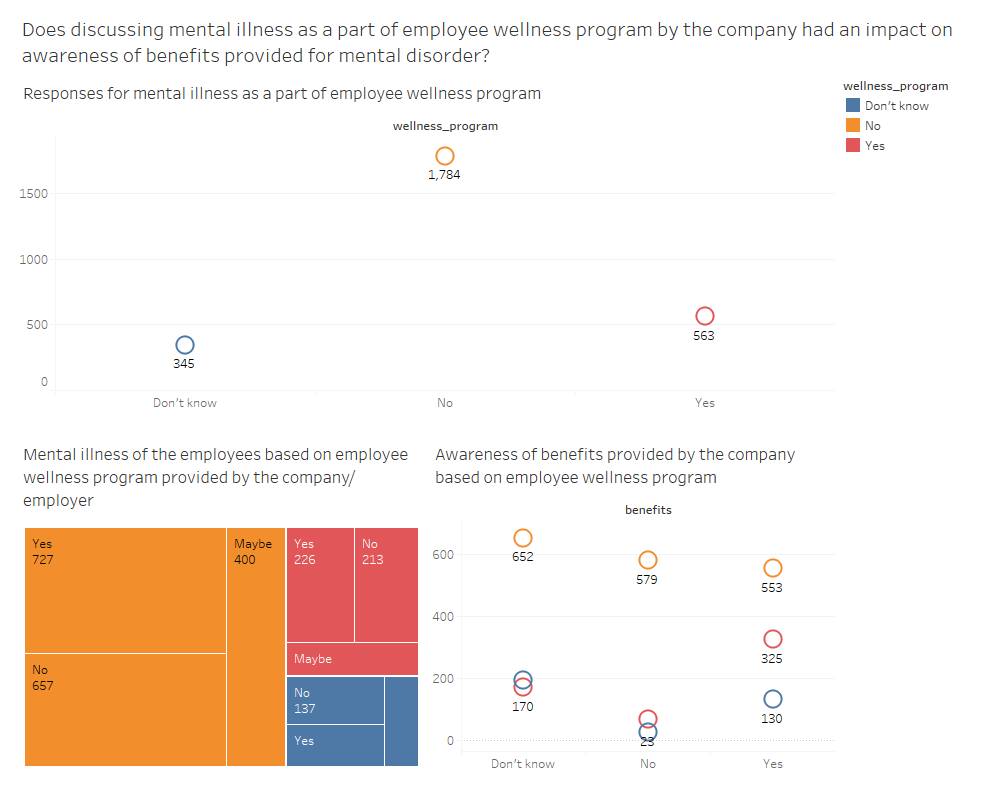 Does discussing mental illness as a part of employee wellness program by the company had an impact on
awareness of benefits provided for mental disorder?
Responses for mental illness as a part of employee wellness program
wellness_program
Don't know
No
Yes
wellness_program
1,784
1500
1000
500
563
345
0
Don't know No Yes
Mental illness of the employees based on employee
wellness program provided by the company/
employer
Yes
727
Maybe
400
Yes
226
No
213
Maybe
No
657
No
137
Yes
Awareness of benefits provided by the company
based on employee wellness program
benefits
600
652
579
553
400
325
200
170
130
0
23
Don't know No Yes